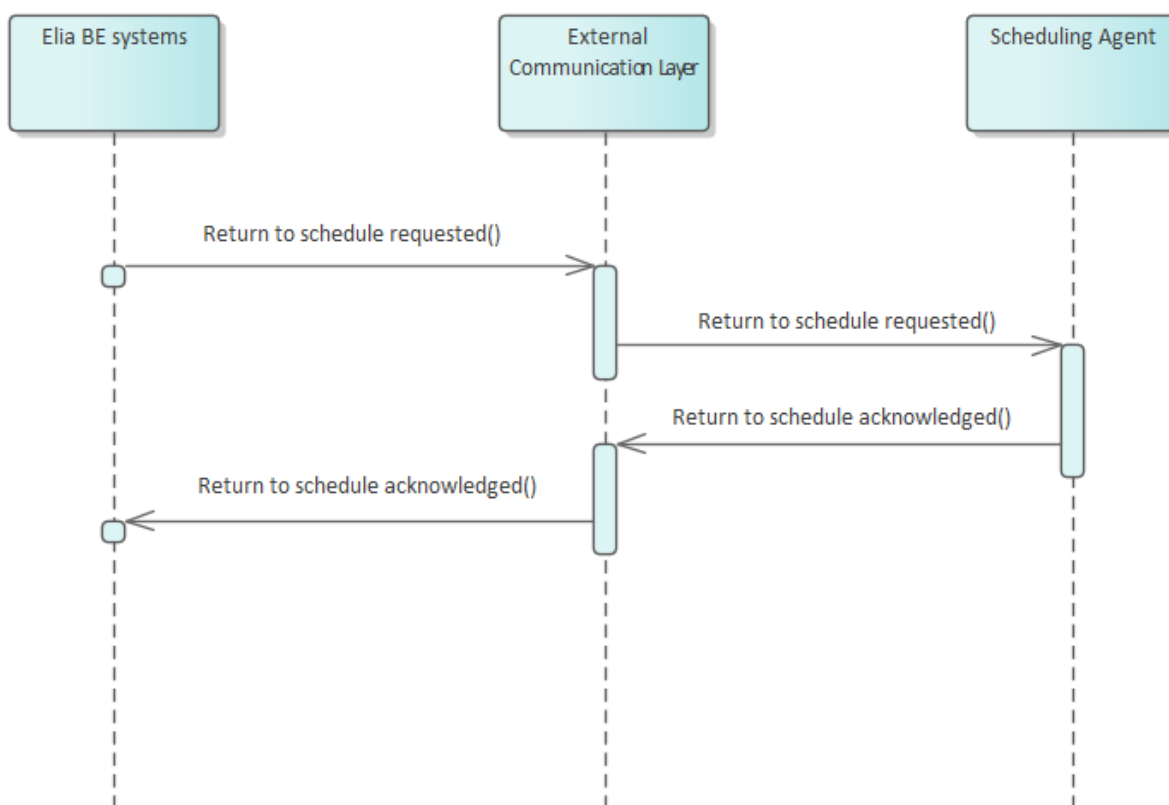 Elia BE systems
External
Communication Layer
Scheduling Agent
Return to schedule requested()
Return to schedule requested()
Return to schedule acknowledged()
Return to schedule acknowledged()